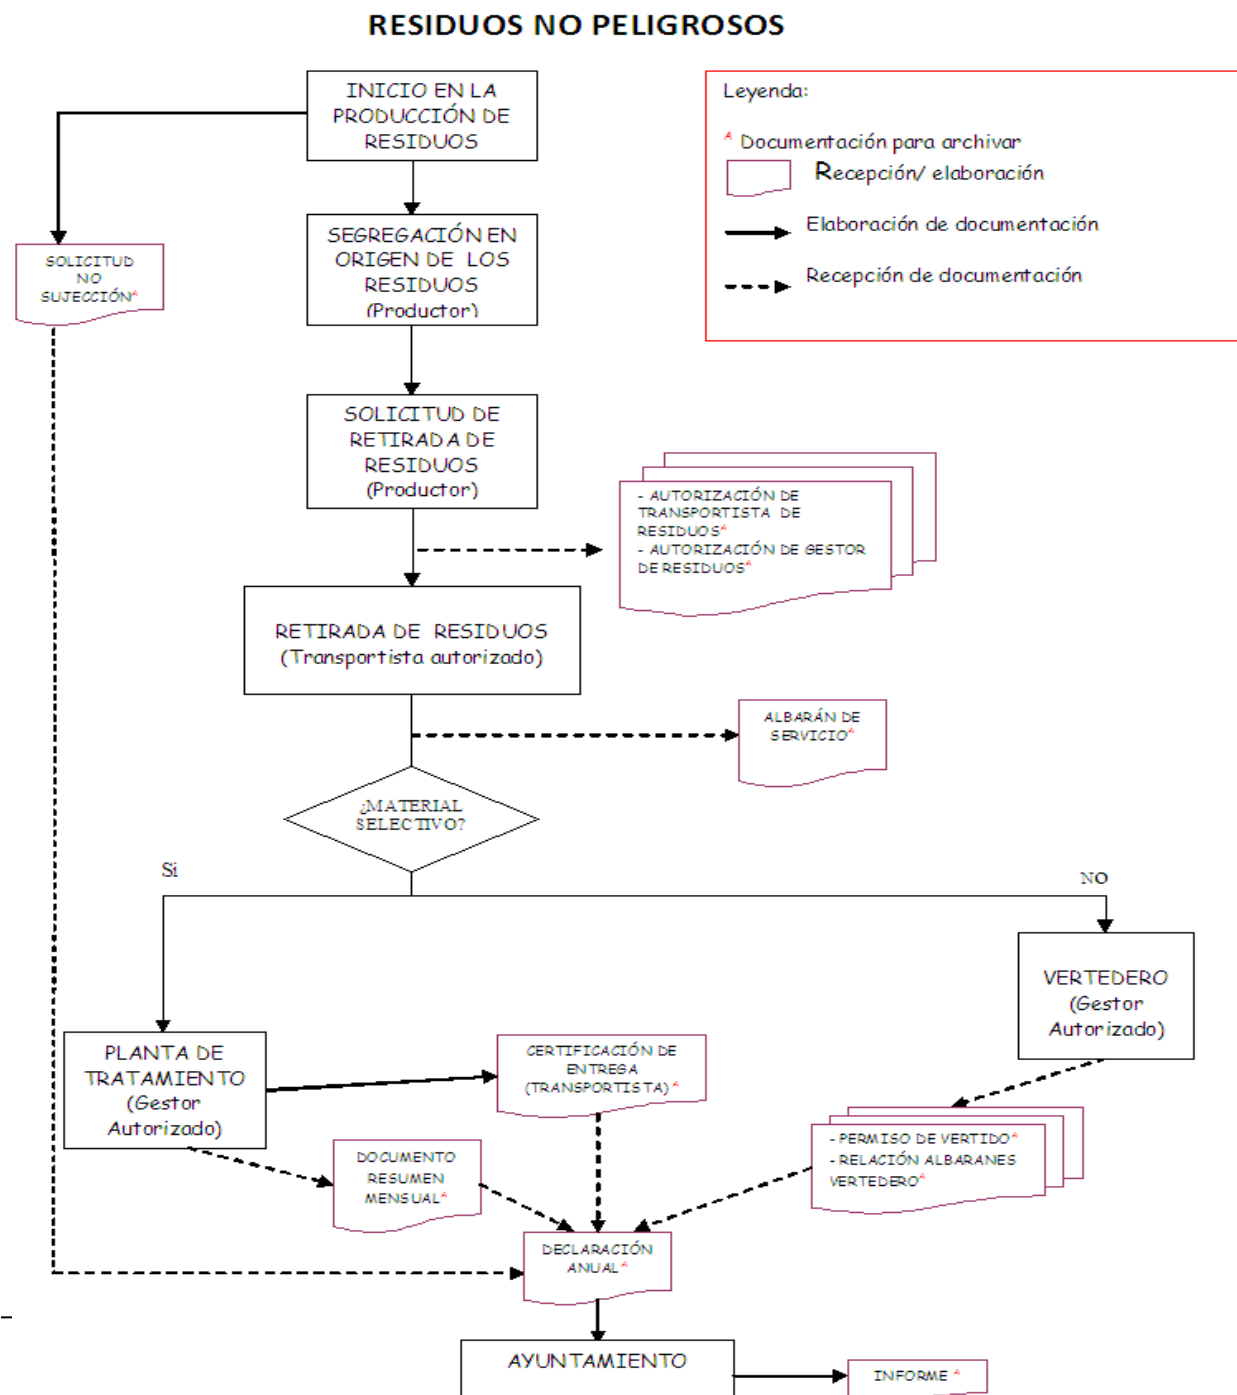 RESIDUOS NO PELIGROSOS
INICIO EN LA
PRODUCCIÓN DE
RESIDUOS
Leyenda:
A Documentación para archivar
Recepción/ elaboración
Elaboración de documentación
Recepción de documentación
SEGREGACIÓN EN
ORIGEN DE LOS
RESIDUOS
(Productor)
SOLICITUD
NO
SUJECCIÓN A
SOLICITUD DE
RETIRADA DE
RESIDUOS
(Productor)
- AUTORIZACIÓN DE
TRANSPORTISTA DE
RESIDUOS A
- AUTORIZACIÓN DE GESTOR
DE RESIDUOS A
RETIRADA DE RESIDUOS
(Transportista autorizado)
ALBARÁN DE
SERVICIO A
¿MATERIAL
SELECTIVO?
Si
NO
VERTEDERO
(Gestor
Autorizado)
PLANTA DE
TRATAMIENTO
(Gestor
Autorizado)
CERTIFICACIÓN DE
ENTREGA
(TRANSPORTISTA) A
DOCUMENTO
RESUMEN
MENSUAL A
- PERMISO DE VERTIDO A
- RELACIÓN ALBARANES
VERTEDERO A
DECLARACIÓN
ANUAL A
AYUNTAMIENTO
INFORME A